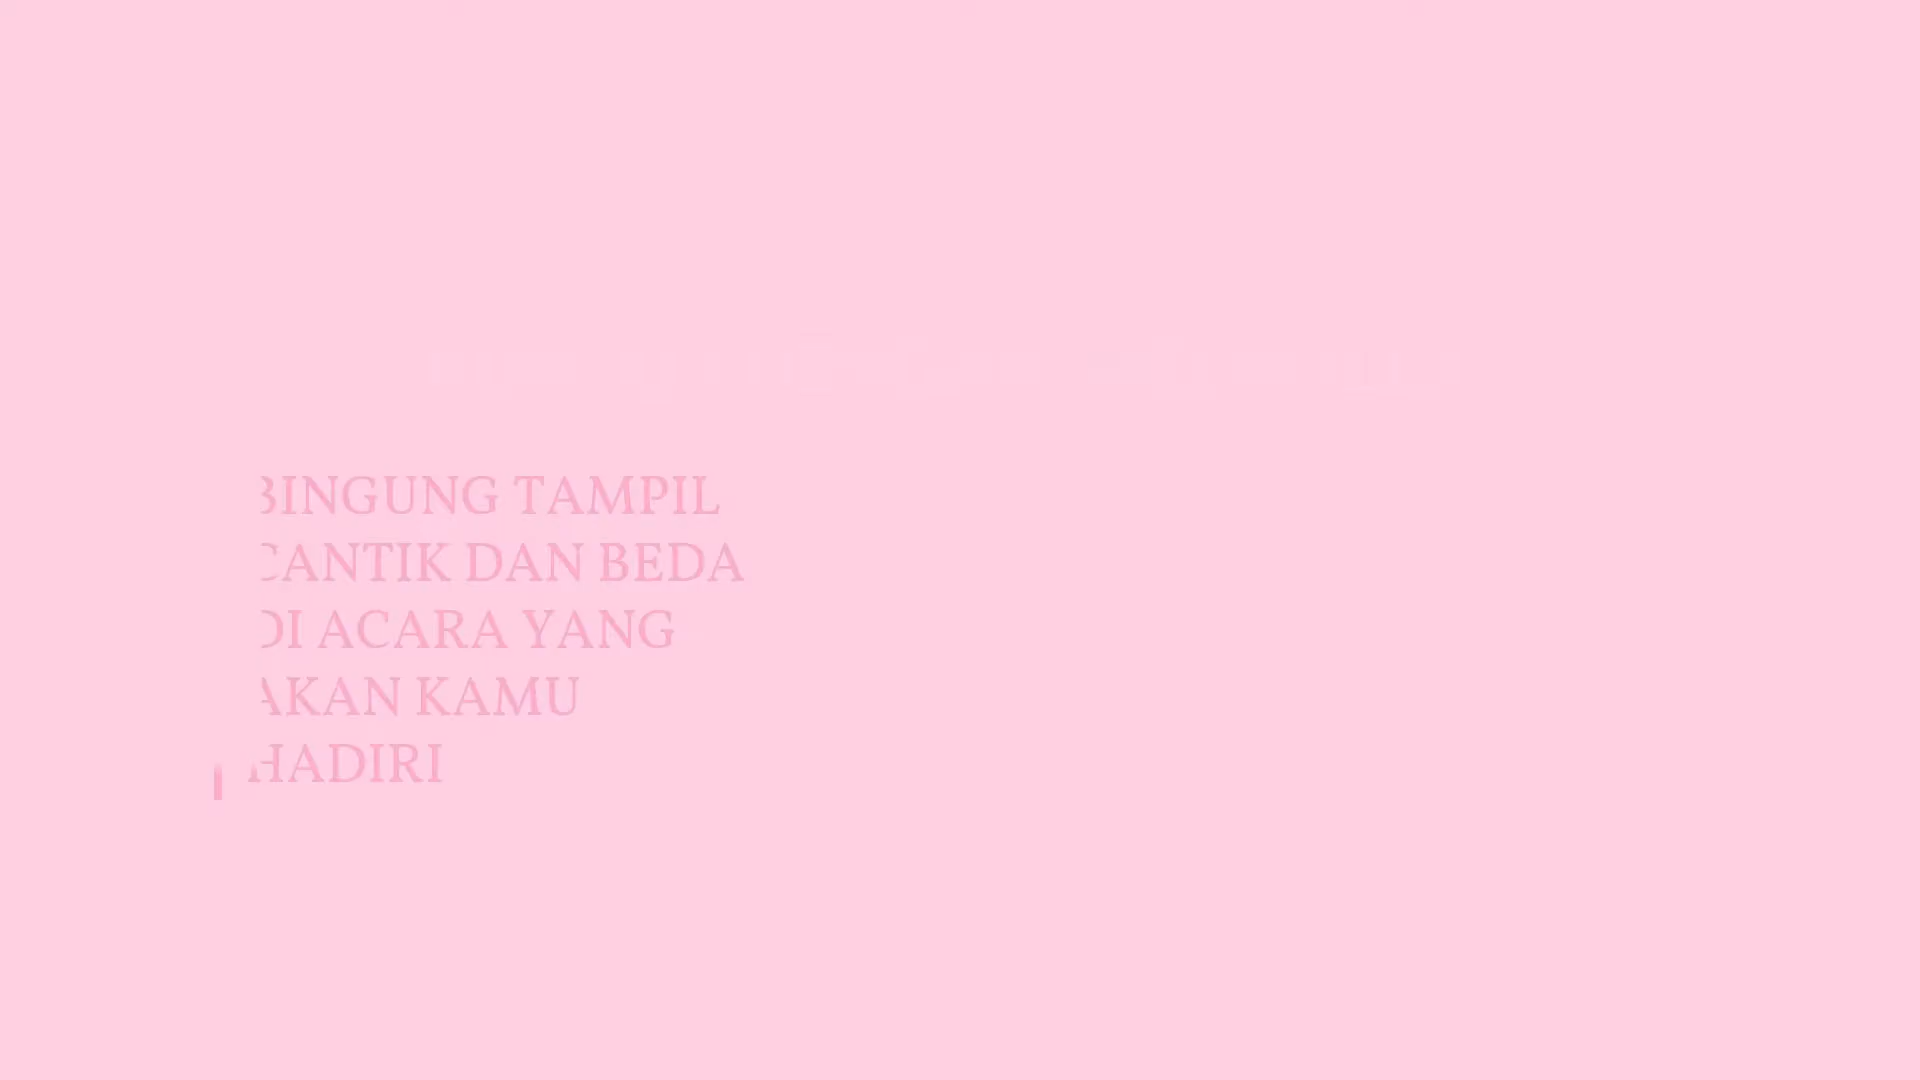 BINGUNG TAMPIL
CANTIK DAN BEDA
DI ACARA YANG
AKAN KAMU
HADIRI